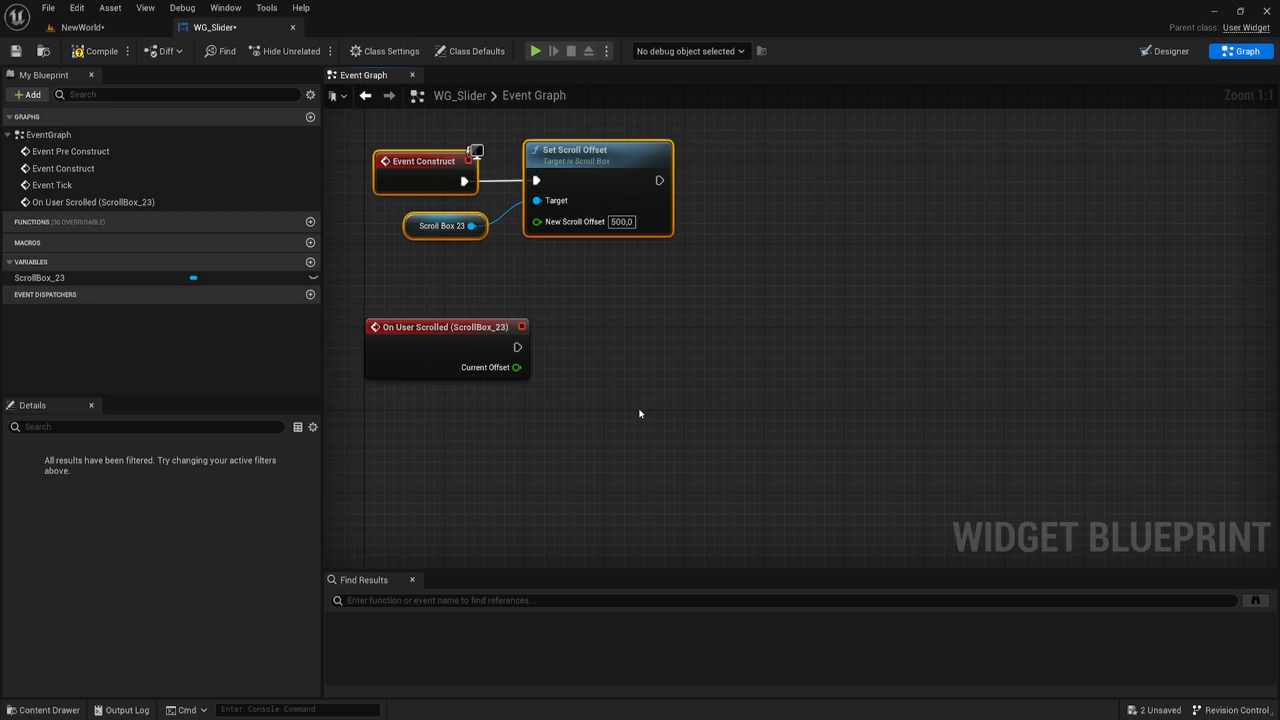 File Edit Asset View Debug Window Tools Help
NewWorld•
WG_Slider•
Parent class: User Widget
Compile Diff Find Hide Unrelated Class Settings Class Defaults No debug object selected Designer Graph
My Blueprint
Event Graph
Add Search
WG_Slider Event Graph
Zoom 1:1
GRAPHS
EventGraph
Event Pre Construct
Event Construct
Event Tick
On User Scrolled (ScrollBox_23)
FUNCTIONS (36 OVERRIDABLE)
MACROS
VARIABLES
ScrollBox_23
EVENT DISPATCHERS
Event Construct
Set Scroll Offset
Target is Scroll Box
Target
Scroll Box 23
New Scroll Offset 500,0
On User Scrolled (ScrollBox_23)
Current Offset
Details
Search
All results have been filtered. Try changing your active filters
above.
WIDGET BLUEPRINT
Find Results
Enter function or event name to find references...
Content Drawer Output Log Cmd Enter Console Command 2 Unsaved Revision Control